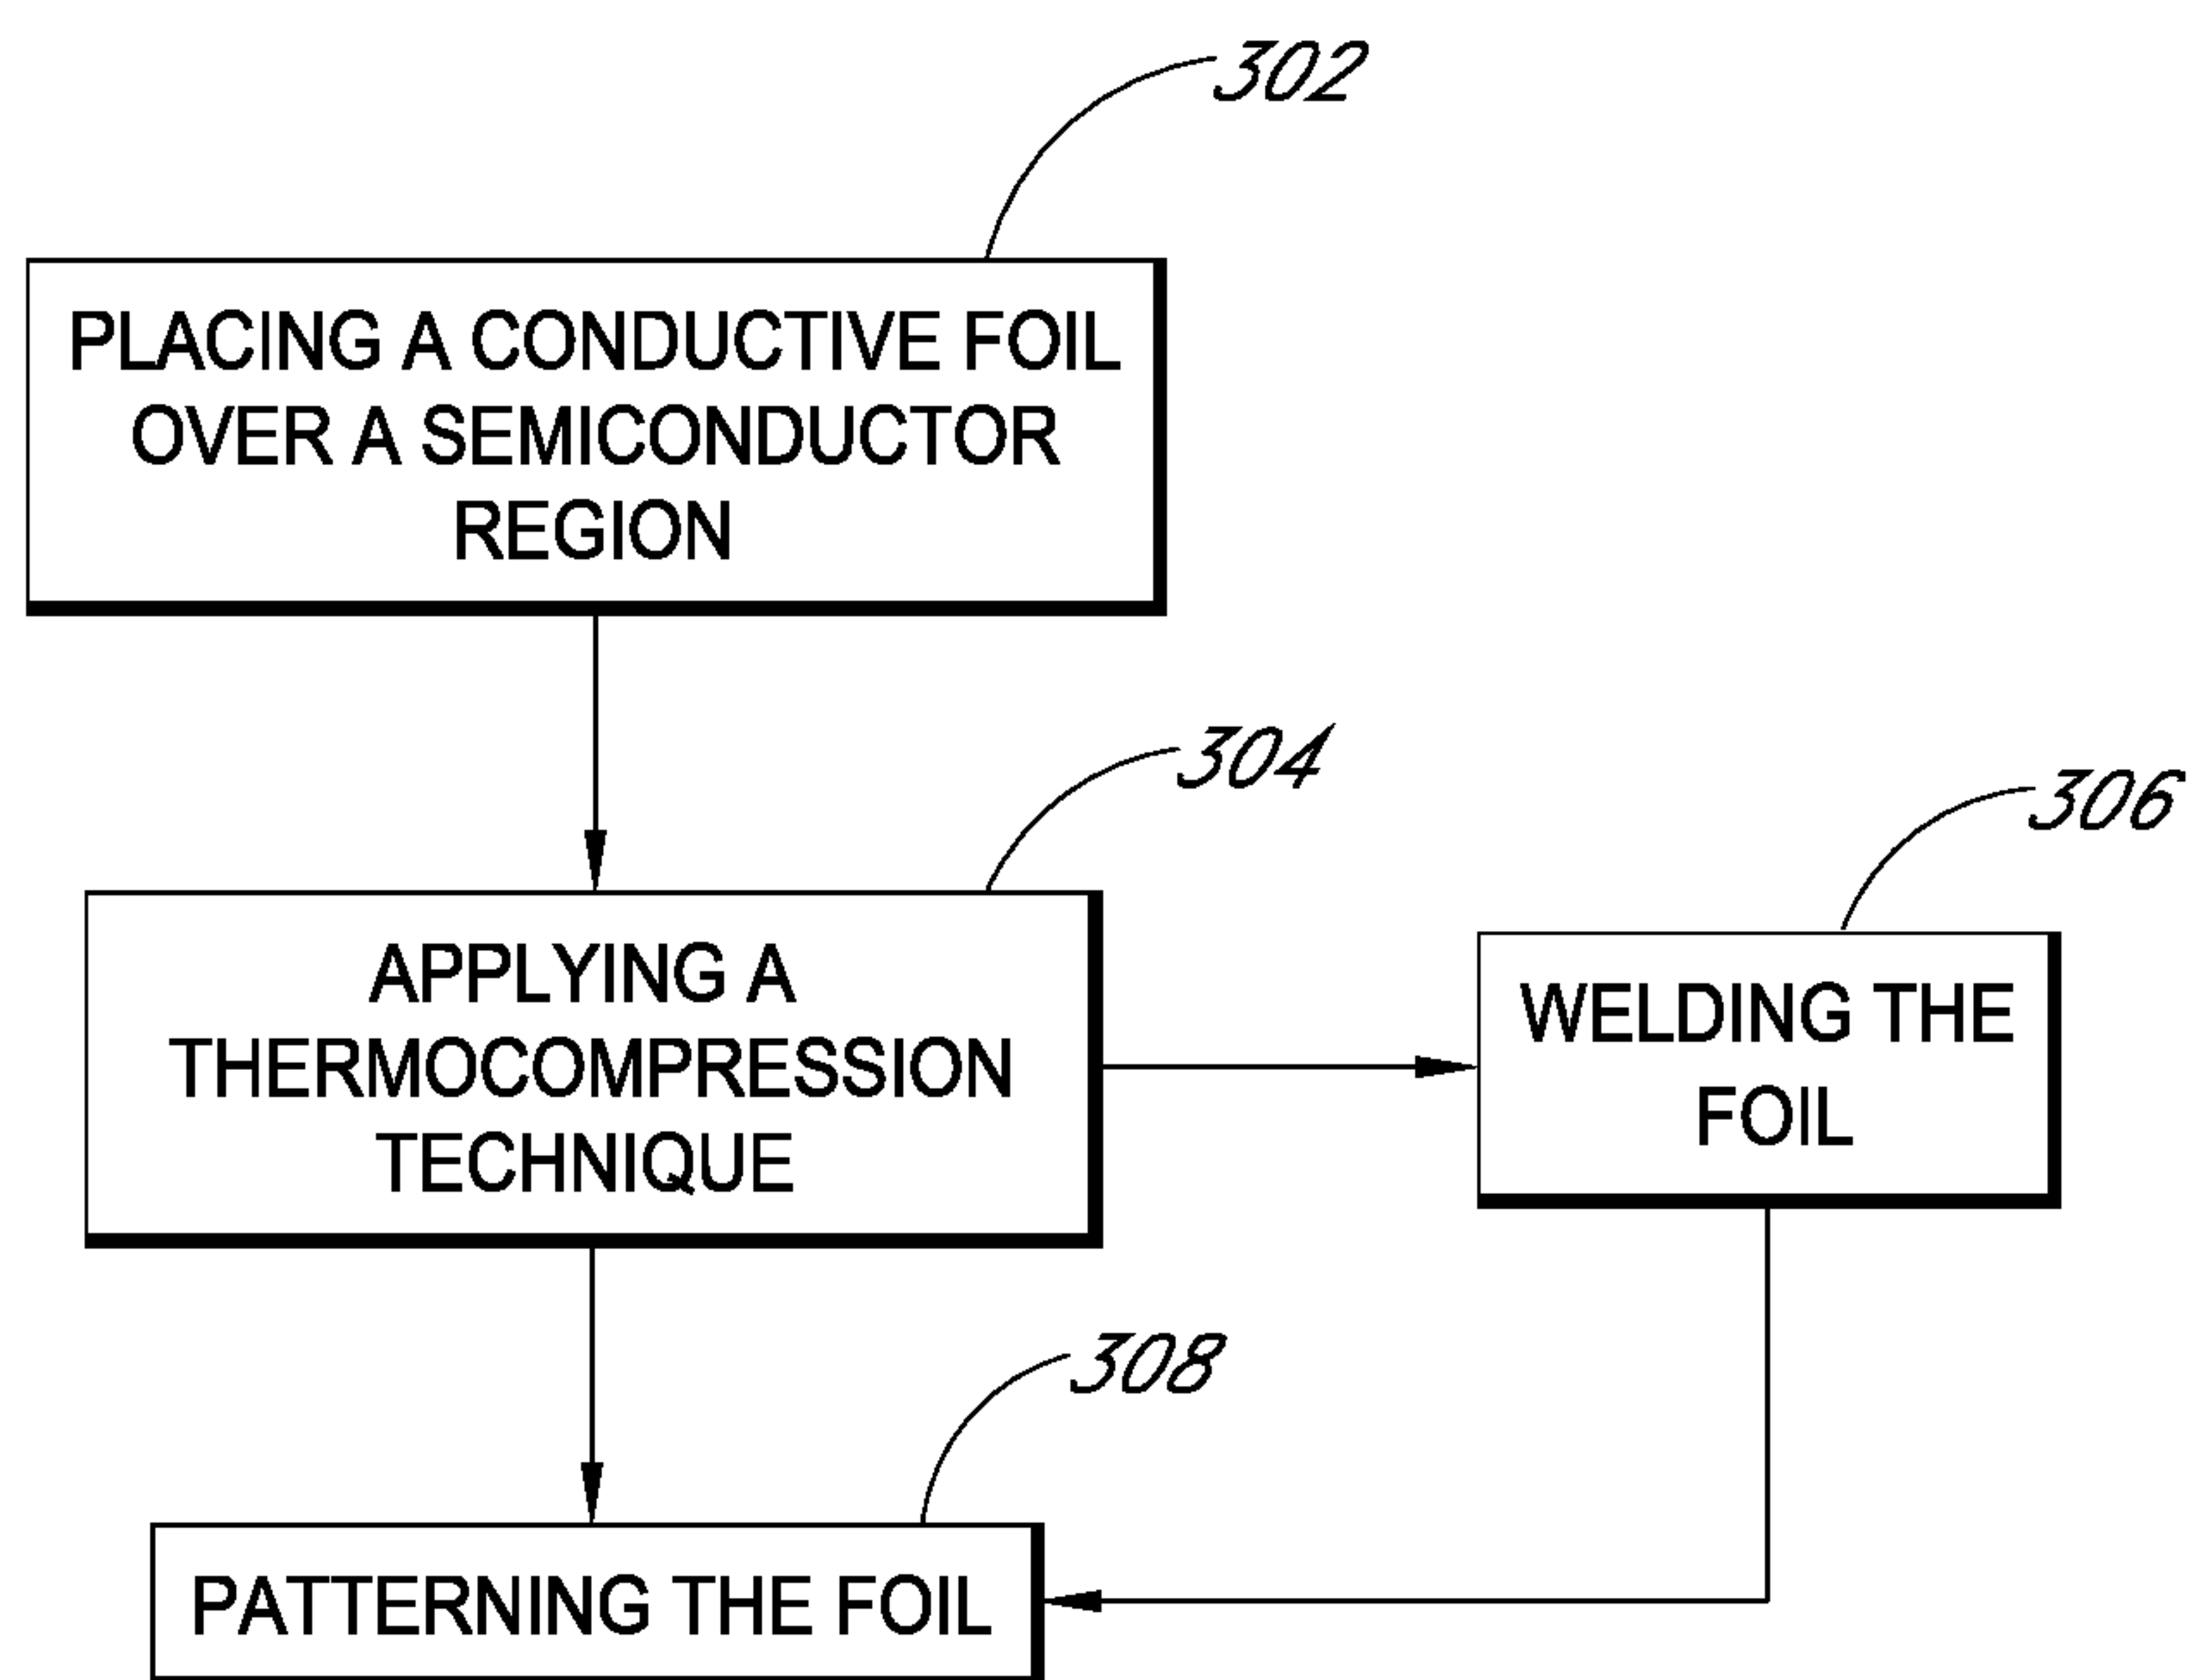 302
PLACING A CONDUCTIVE FOIL
OVER A SEMICONDUCTOR
REGION
304
APPLYING A
THERMOCOMPRESSION
TECHNIQUE
306
WELDING THE
FOIL
308
PATTERNING THE FOIL